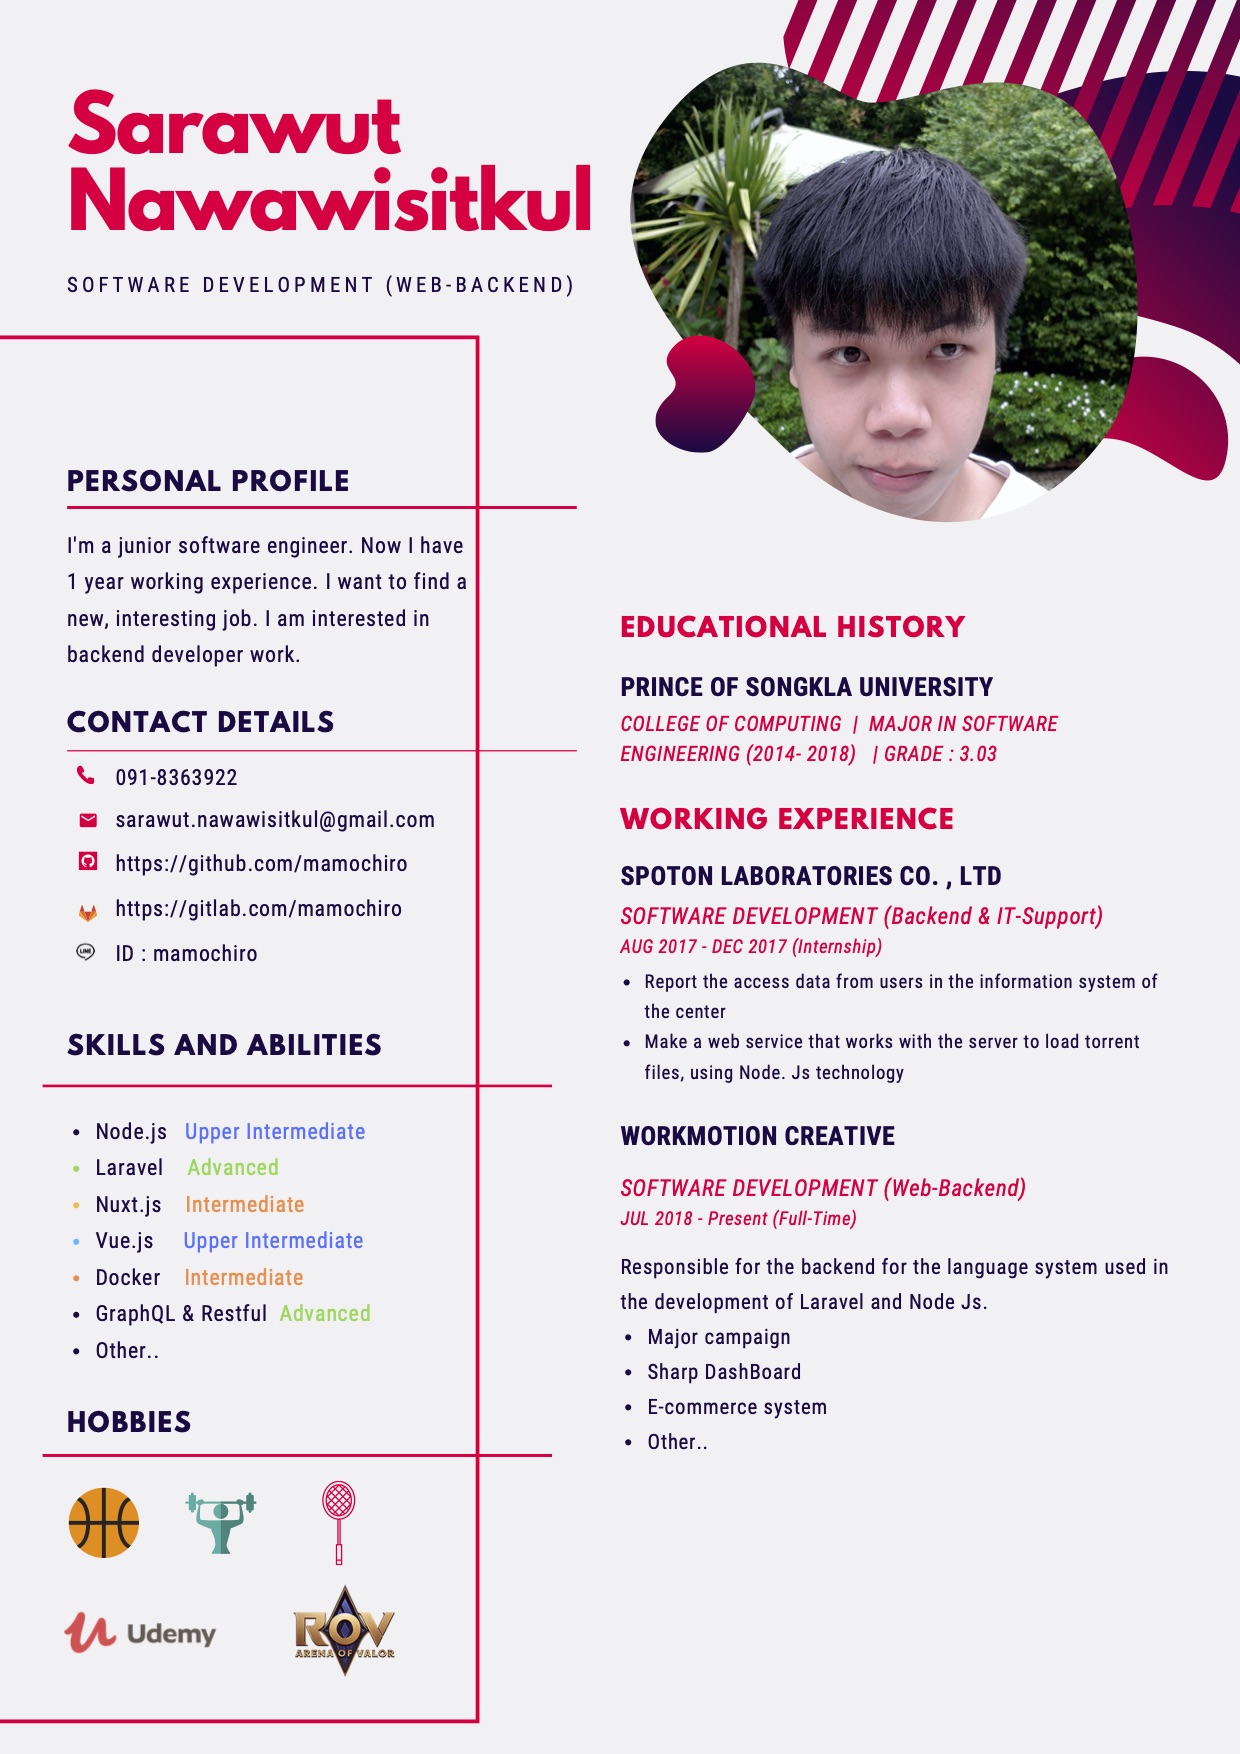 Sarawut
Nawawisitkul
SOFTWARE DEVELOPMENT (WEB-BACKEND)
PERSONAL PROFILE
I'm a junior software engineer. Now I have
1 year working experience. I want to find a
new, interesting job. I am interested in
backend developer work.
CONTACT DETAILS
091-8363922
sarawut.nawawisitkul@gmail.com
https://github.com/mamochiro
https://gitlab.com/mamochiro
LINE
ID : mamochiro
SKILLS AND ABILITIES
• Node.js Upper Intermediate
• Laravel Advanced
• Nuxt.js Intermediate
• Vue.js Upper Intermediate
• Docker Intermediate
• GraphQL & Restful Advanced
• Other..
HOBBIES
Udemy
ROV
ARENA OF VALOR
EDUCATIONAL HISTORY
PRINCE OF SONGKLA UNIVERSITY
COLLEGE OF COMPUTING | MAJOR IN SOFTWARE
ENGINEERING (2014- 2018) | GRADE : 3.03
WORKING EXPERIENCE
SPOTON LABORATORIES CO. , LTD
SOFTWARE DEVELOPMENT (Backend & IT-Support)
AUG 2017 - DEC 2017 (Internship)
• Report the access data from users in the information system of
the center
• Make a web service that works with the server to load torrent
files, using Node. Js technology
WORKMOTION CREATIVE
SOFTWARE DEVELOPMENT (Web-Backend)
JUL 2018 - Present (Full-Time)
Responsible for the backend for the language system used in
the development of Laravel and Node Js.
• Major campaign
• Sharp DashBoard
• E-commerce system
• Other..